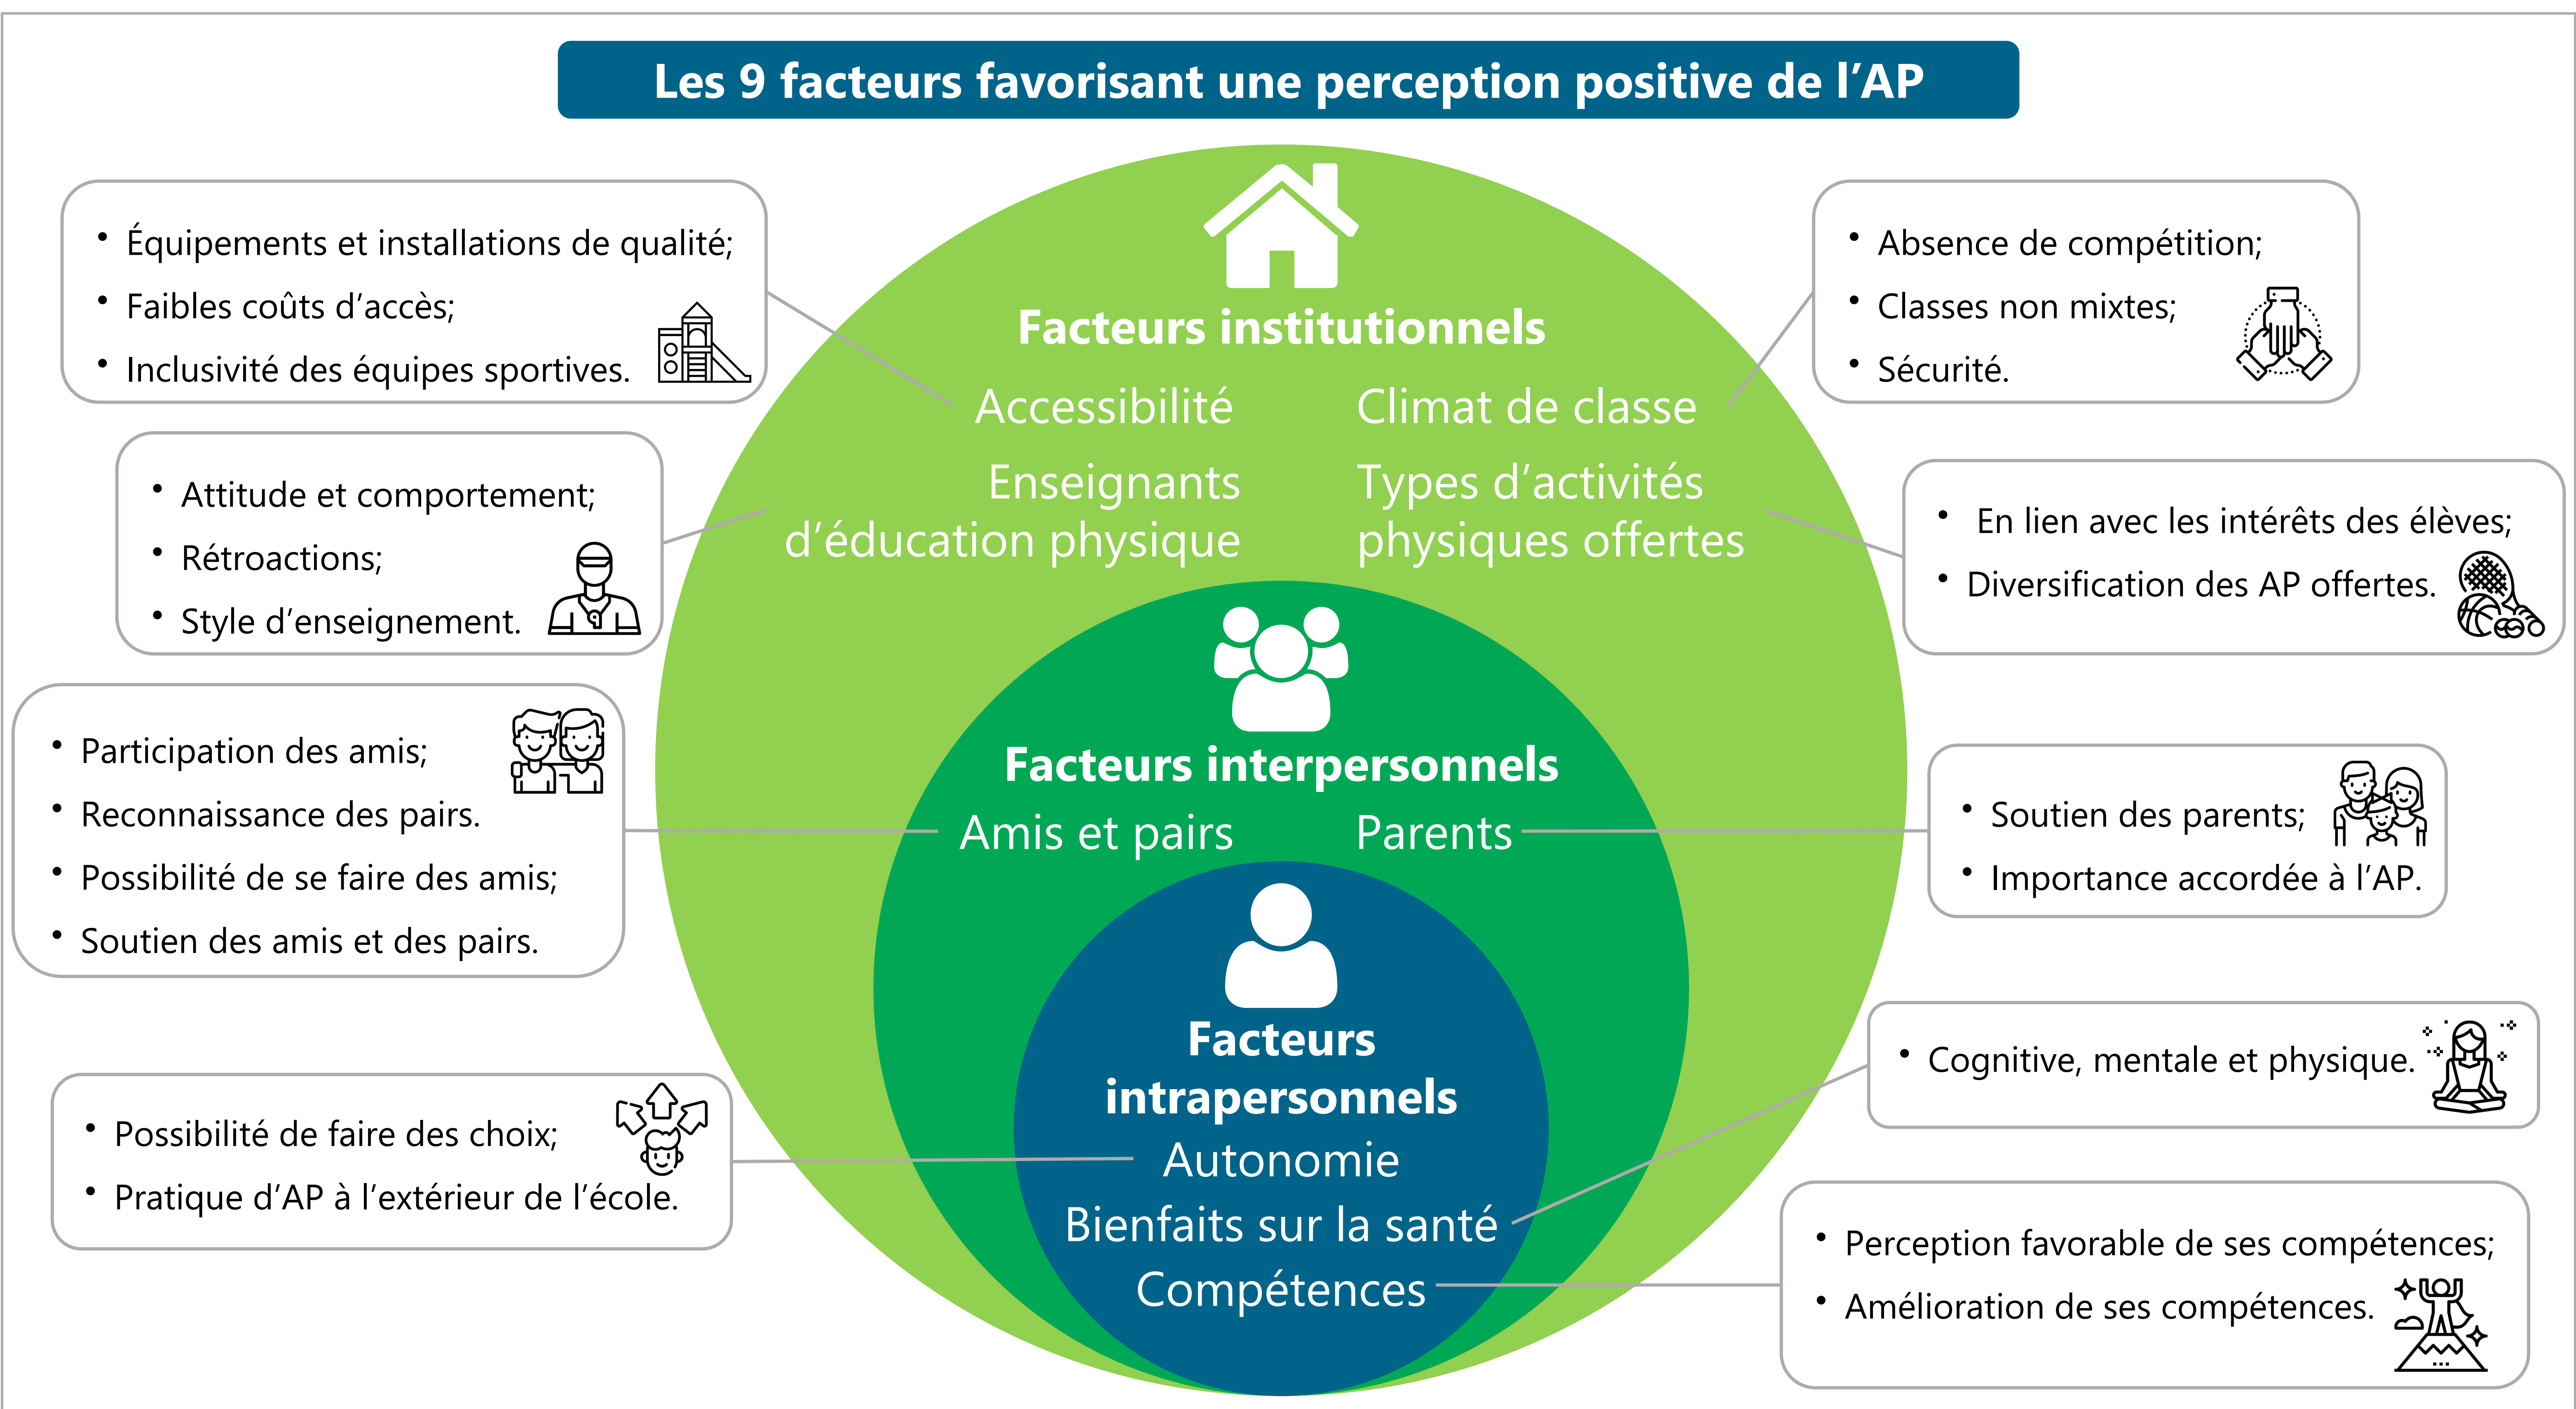 Les 9 facteurs favorisant une perception positive de l’AP
• Équipements et installations de qualité;
• Faibles coûts d’accès;
• Inclusivité des équipes sportives.
• Absence de compétition;
• Classes non mixtes;
• Sécurité.
Facteurs institutionnels
Accessibilité
Climat de classe
Enseignants
d’éducation physique
Types d’activités
physiques offertes
• Attitude et comportement;
• Rétroactions;
• Style d’enseignement.
• En lien avec les intérêts des élèves;
• Diversification des AP offertes.
Facteurs interpersonnels
Amis et pairs
Parents
• Participation des amis;
• Reconnaissance des pairs.
• Possibilité de se faire des amis;
• Soutien des amis et des pairs.
• Soutien des parents;
• Importance accordée à l’AP.
Facteurs
intrapersonnels
Autonomie
Bienfaits sur la santé
Compétences
• Possibilité de faire des choix;
• Pratique d’AP à l’extérieur de l’école.
• Cognitive, mentale et physique.
• Perception favorable de ses compétences;
• Amélioration de ses compétences.